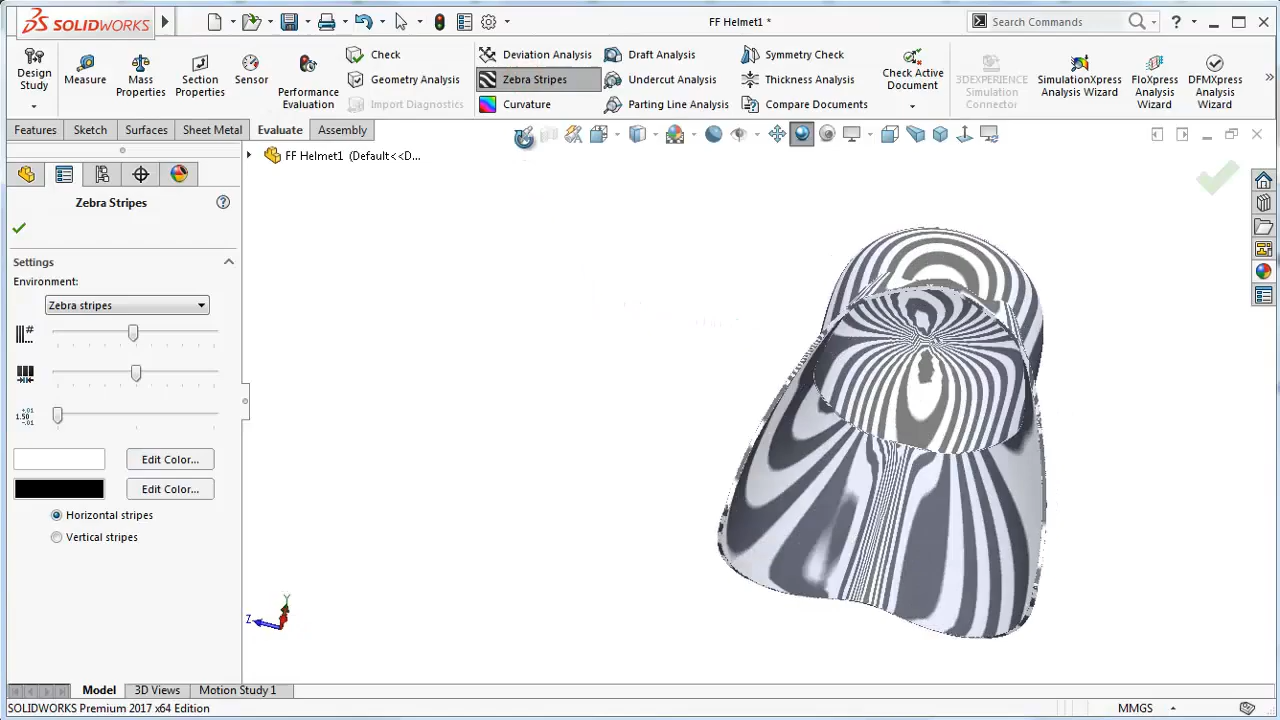 SOLIDWORKS
FF Helmet1 *
Search Commands
Design Study
Measure
Mass Properties
Section Properties
Sensor
Performance Evaluation
Check
Geometry Analysis
Import Diagnostics
Deviation Analysis
Zebra Stripes
Curvature
Draft Analysis
Undercut Analysis
Parting Line Analysis
Symmetry Check
Thickness Analysis
Compare Documents
Check Active Document
3DEXPERIENCE Simulation Connector
SimulationXpress Analysis Wizard
FloXpress Analysis Wizard
DFMXpress Analysis Wizard
Features
Sketch
Surfaces
Sheet Metal
Evaluate
Assembly
FF Helmet1 (Default<<D...
Zebra Stripes
Settings
Environment:
Zebra stripes
Edit Color...
Edit Color...
Horizontal stripes
Vertical stripes
Y
Z
Model
3D Views
Motion Study 1
SOLIDWORKS Premium 2017 x64 Edition
MMGS